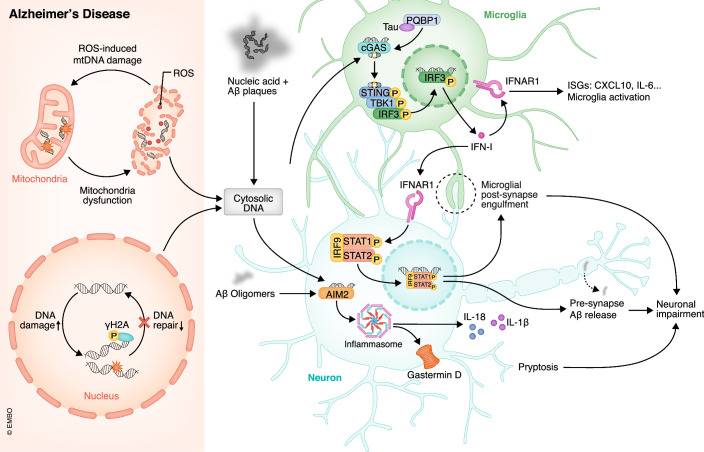 Alzheimer's Disease
ROS-induced
mtDNA damage
ROS
Mitochondria
Mitochondria
dysfunction
DNA
damage↑
γH2A
P
DNA
repair↓
Nucleus
© EMBO
Nucleic acid +
Aβ plaques
Cytosolic
DNA
Aβ Oligomers
Microglia
PQBP1
Tau
cGAS
STING P
TBK1 P
IRF3 P
IRF3 P
IFNAR1
ISGs: CXCL10, IL-6...
Microglia activation
IFN-I
IFNAR1
Microglial
post-synapse
engulfment
IRF9
STAT1 P
STAT2 P
IRF9
STAT1 P
STAT2 P
AIM2
Inflammasome
IL-18
IL-1β
Gastermin D
Neuron
Pre-synapse
Aβ release
Neuronal
impairment
Pryptosis